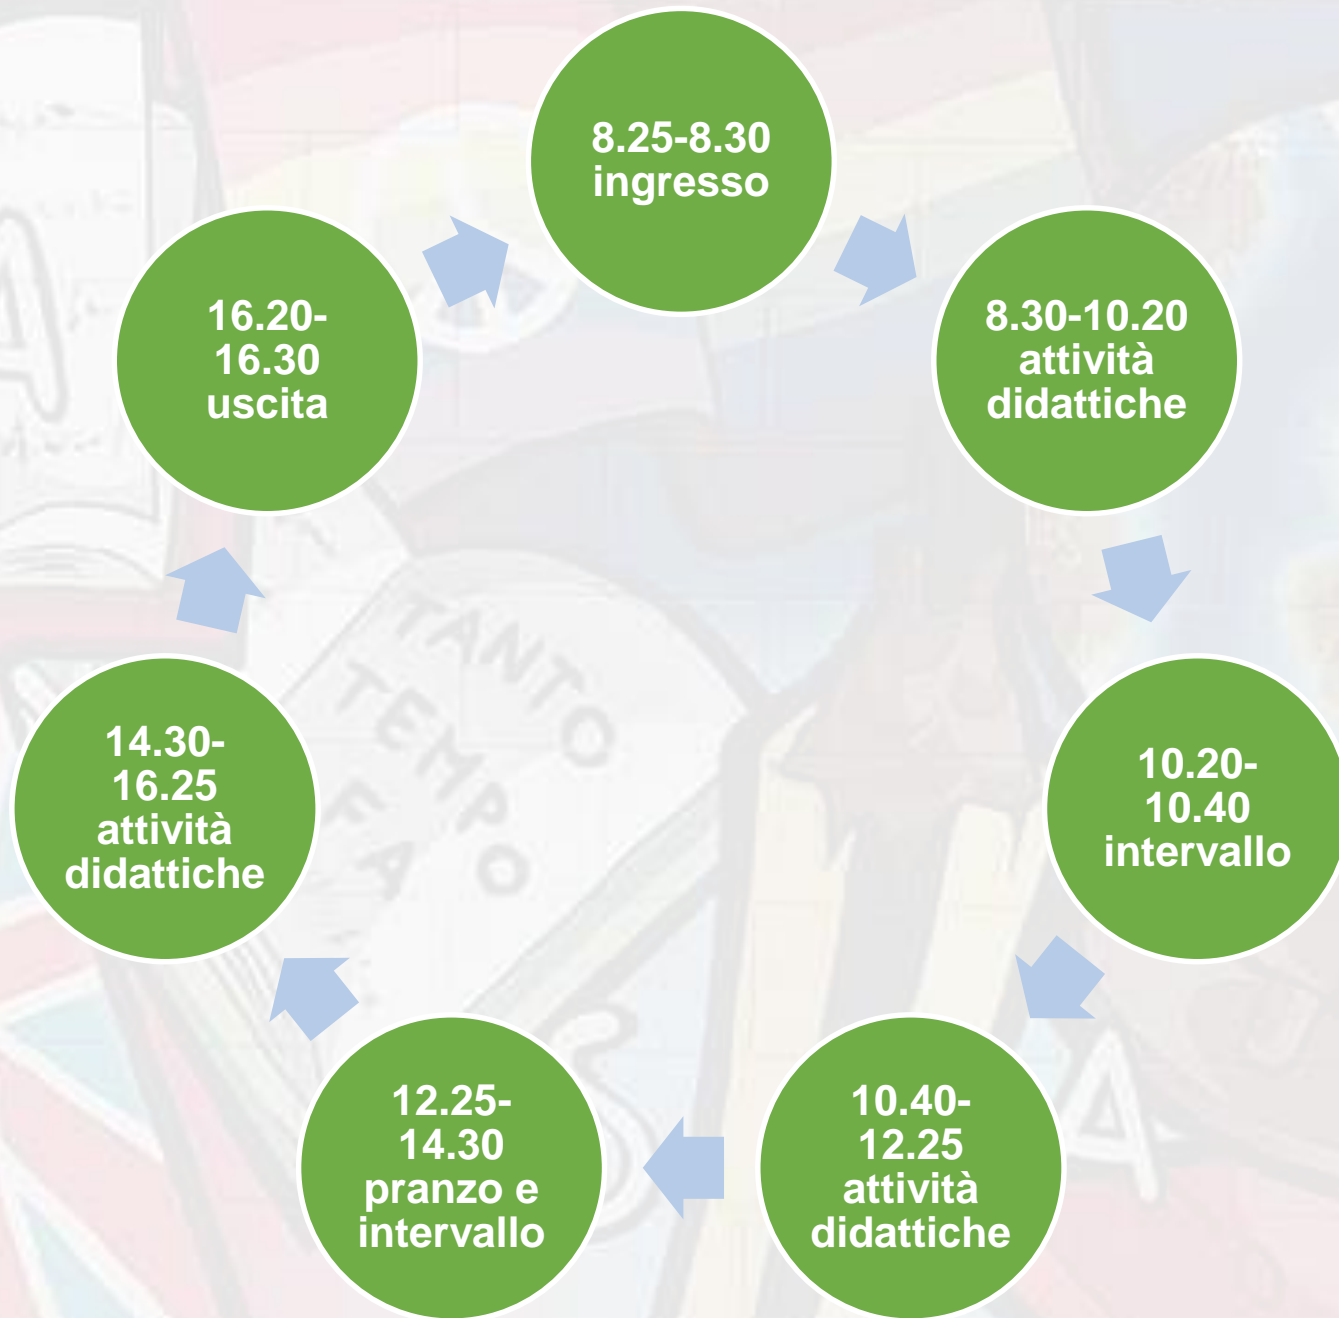 8.25-8.30
ingresso
8.30-10.20
attività
didattiche
10.20-
10.40
intervallo
10.40-
12.25
attività
didattiche
12.25-
14.30
pranzo e
intervallo
14.30-
16.25
attività
didattiche
16.20-
16.30
uscita
TANTO
TEMPO
FA
A
S
A